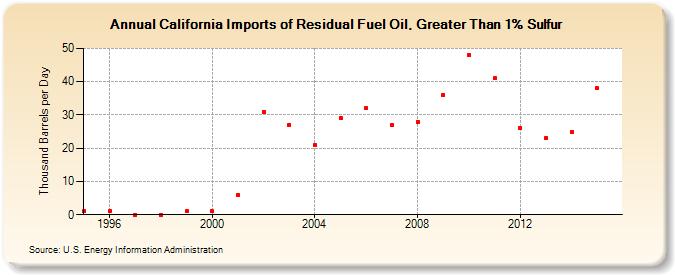 Annual California Imports of Residual Fuel Oil, Greater Than 1% Sulfur
Thousand Barrels per Day
50
40
30
20
10
0
1996 2000 2004 2008 2012
Source: U.S. Energy Information Administration